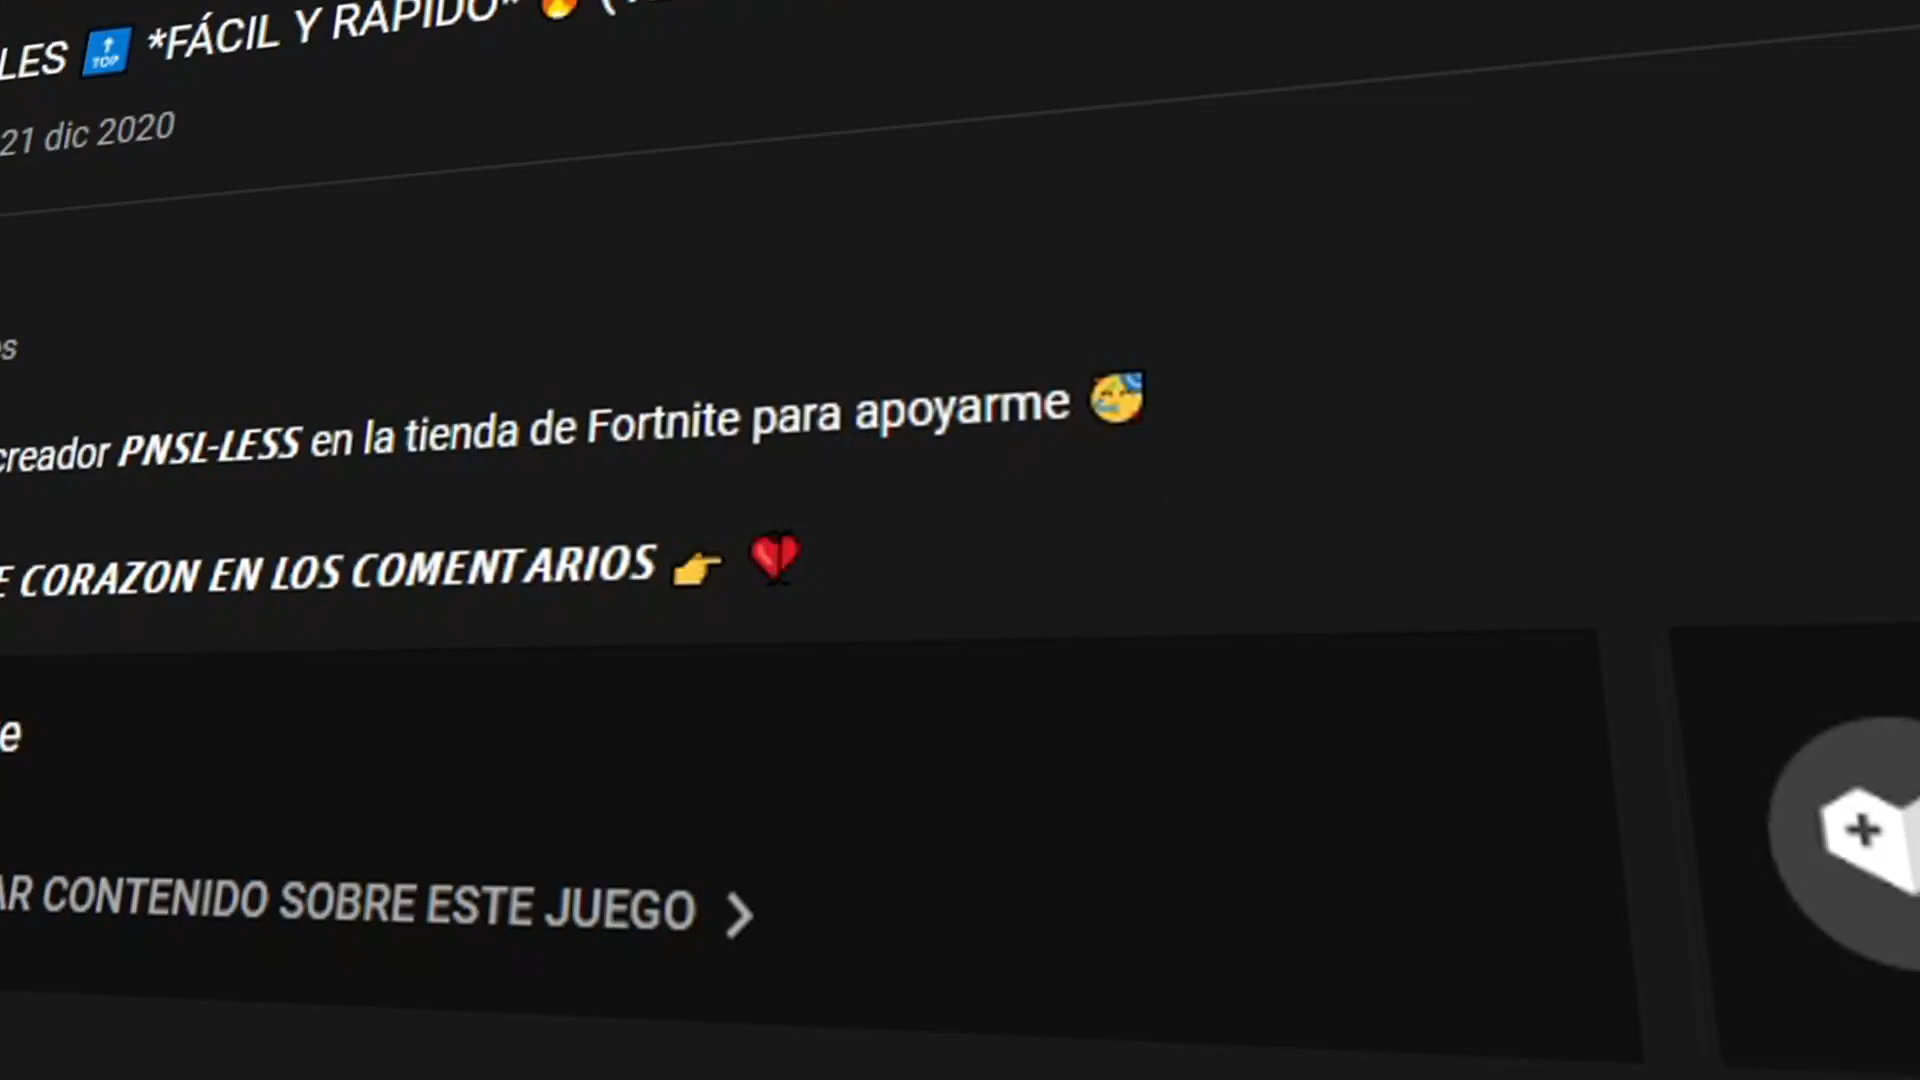 LES 🔝 *FÁCIL Y RÁPIDO* 🔥
21 dic 2020
creador PNSL-LESS en la tienda de Fortnite para apoyarme 🥳
CORAZON EN LOS COMENTARIOS 👉 💔
CONTENIDO SOBRE ESTE JUEGO